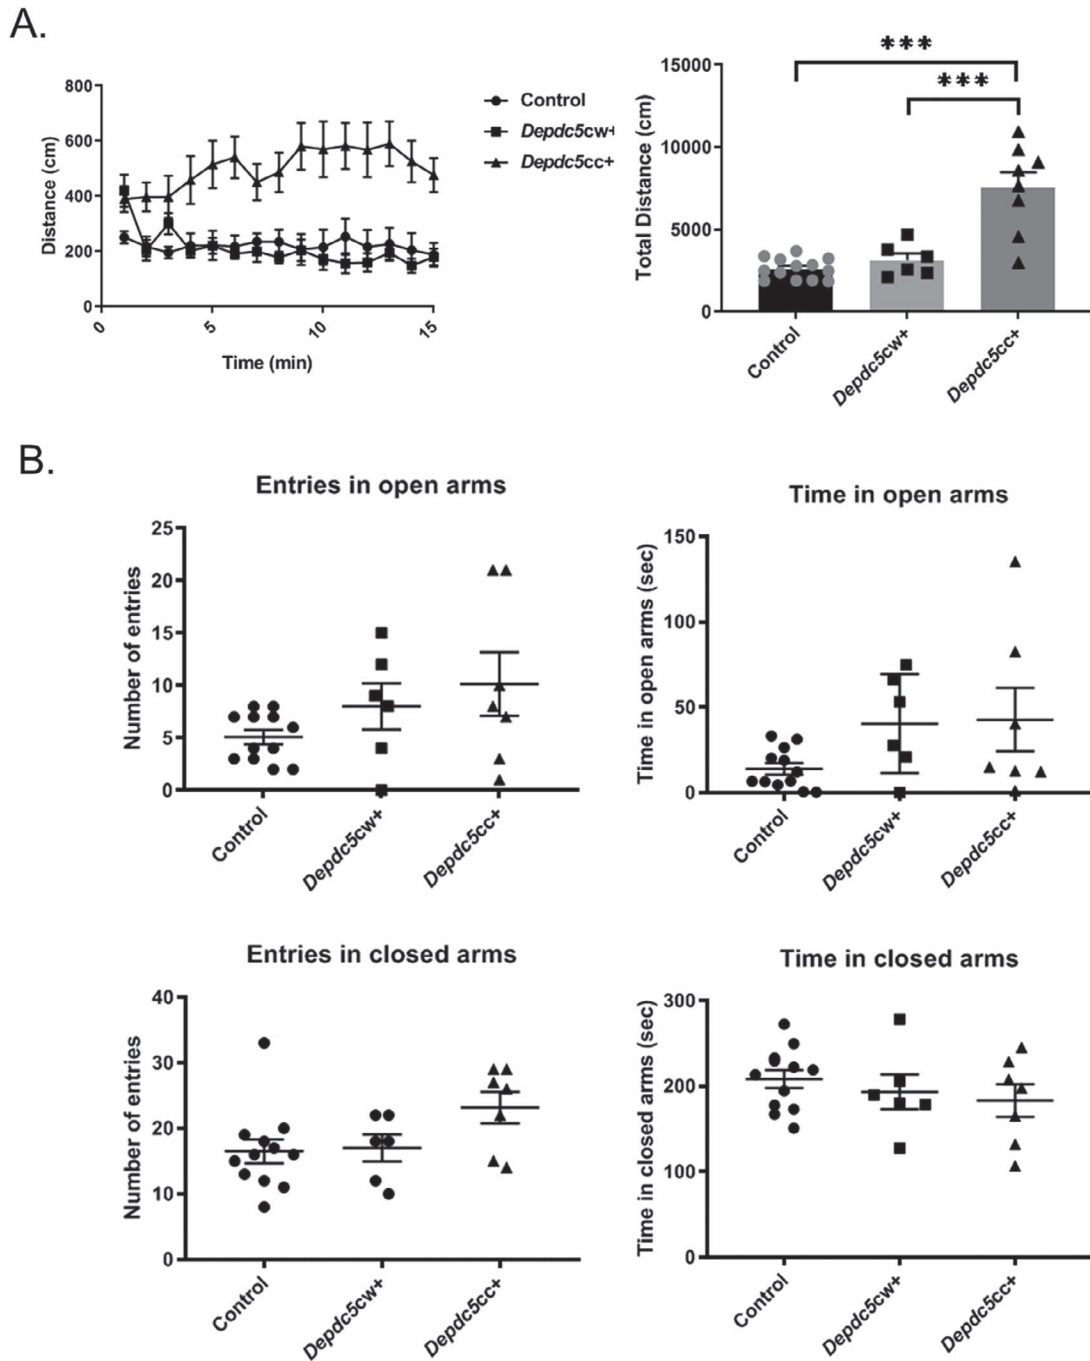 A.
Distance (cm)
800
600
400
200
0
0
5
10
15
Time (min)
Control
Depdc5cw+
Depdc5cc+
Total Distance (cm)
15000
10000
5000
0
***
***
Control
Depdc5cw+
Depdc5cc+
B.
Entries in open arms
Number of entries
25
20
15
10
5
0
Control
Depdc5cw+
Depdc5cc+
Time in open arms
Time in open arms (sec)
150
100
50
0
Control
Depdc5cw+
Depdc5cc+
Entries in closed arms
Number of entries
40
30
20
10
0
Control
Depdc5cw+
Depdc5cc+
Time in closed arms
Time in closed arms (sec)
300
200
100
0
Control
Depdc5cw+
Depdc5cc+